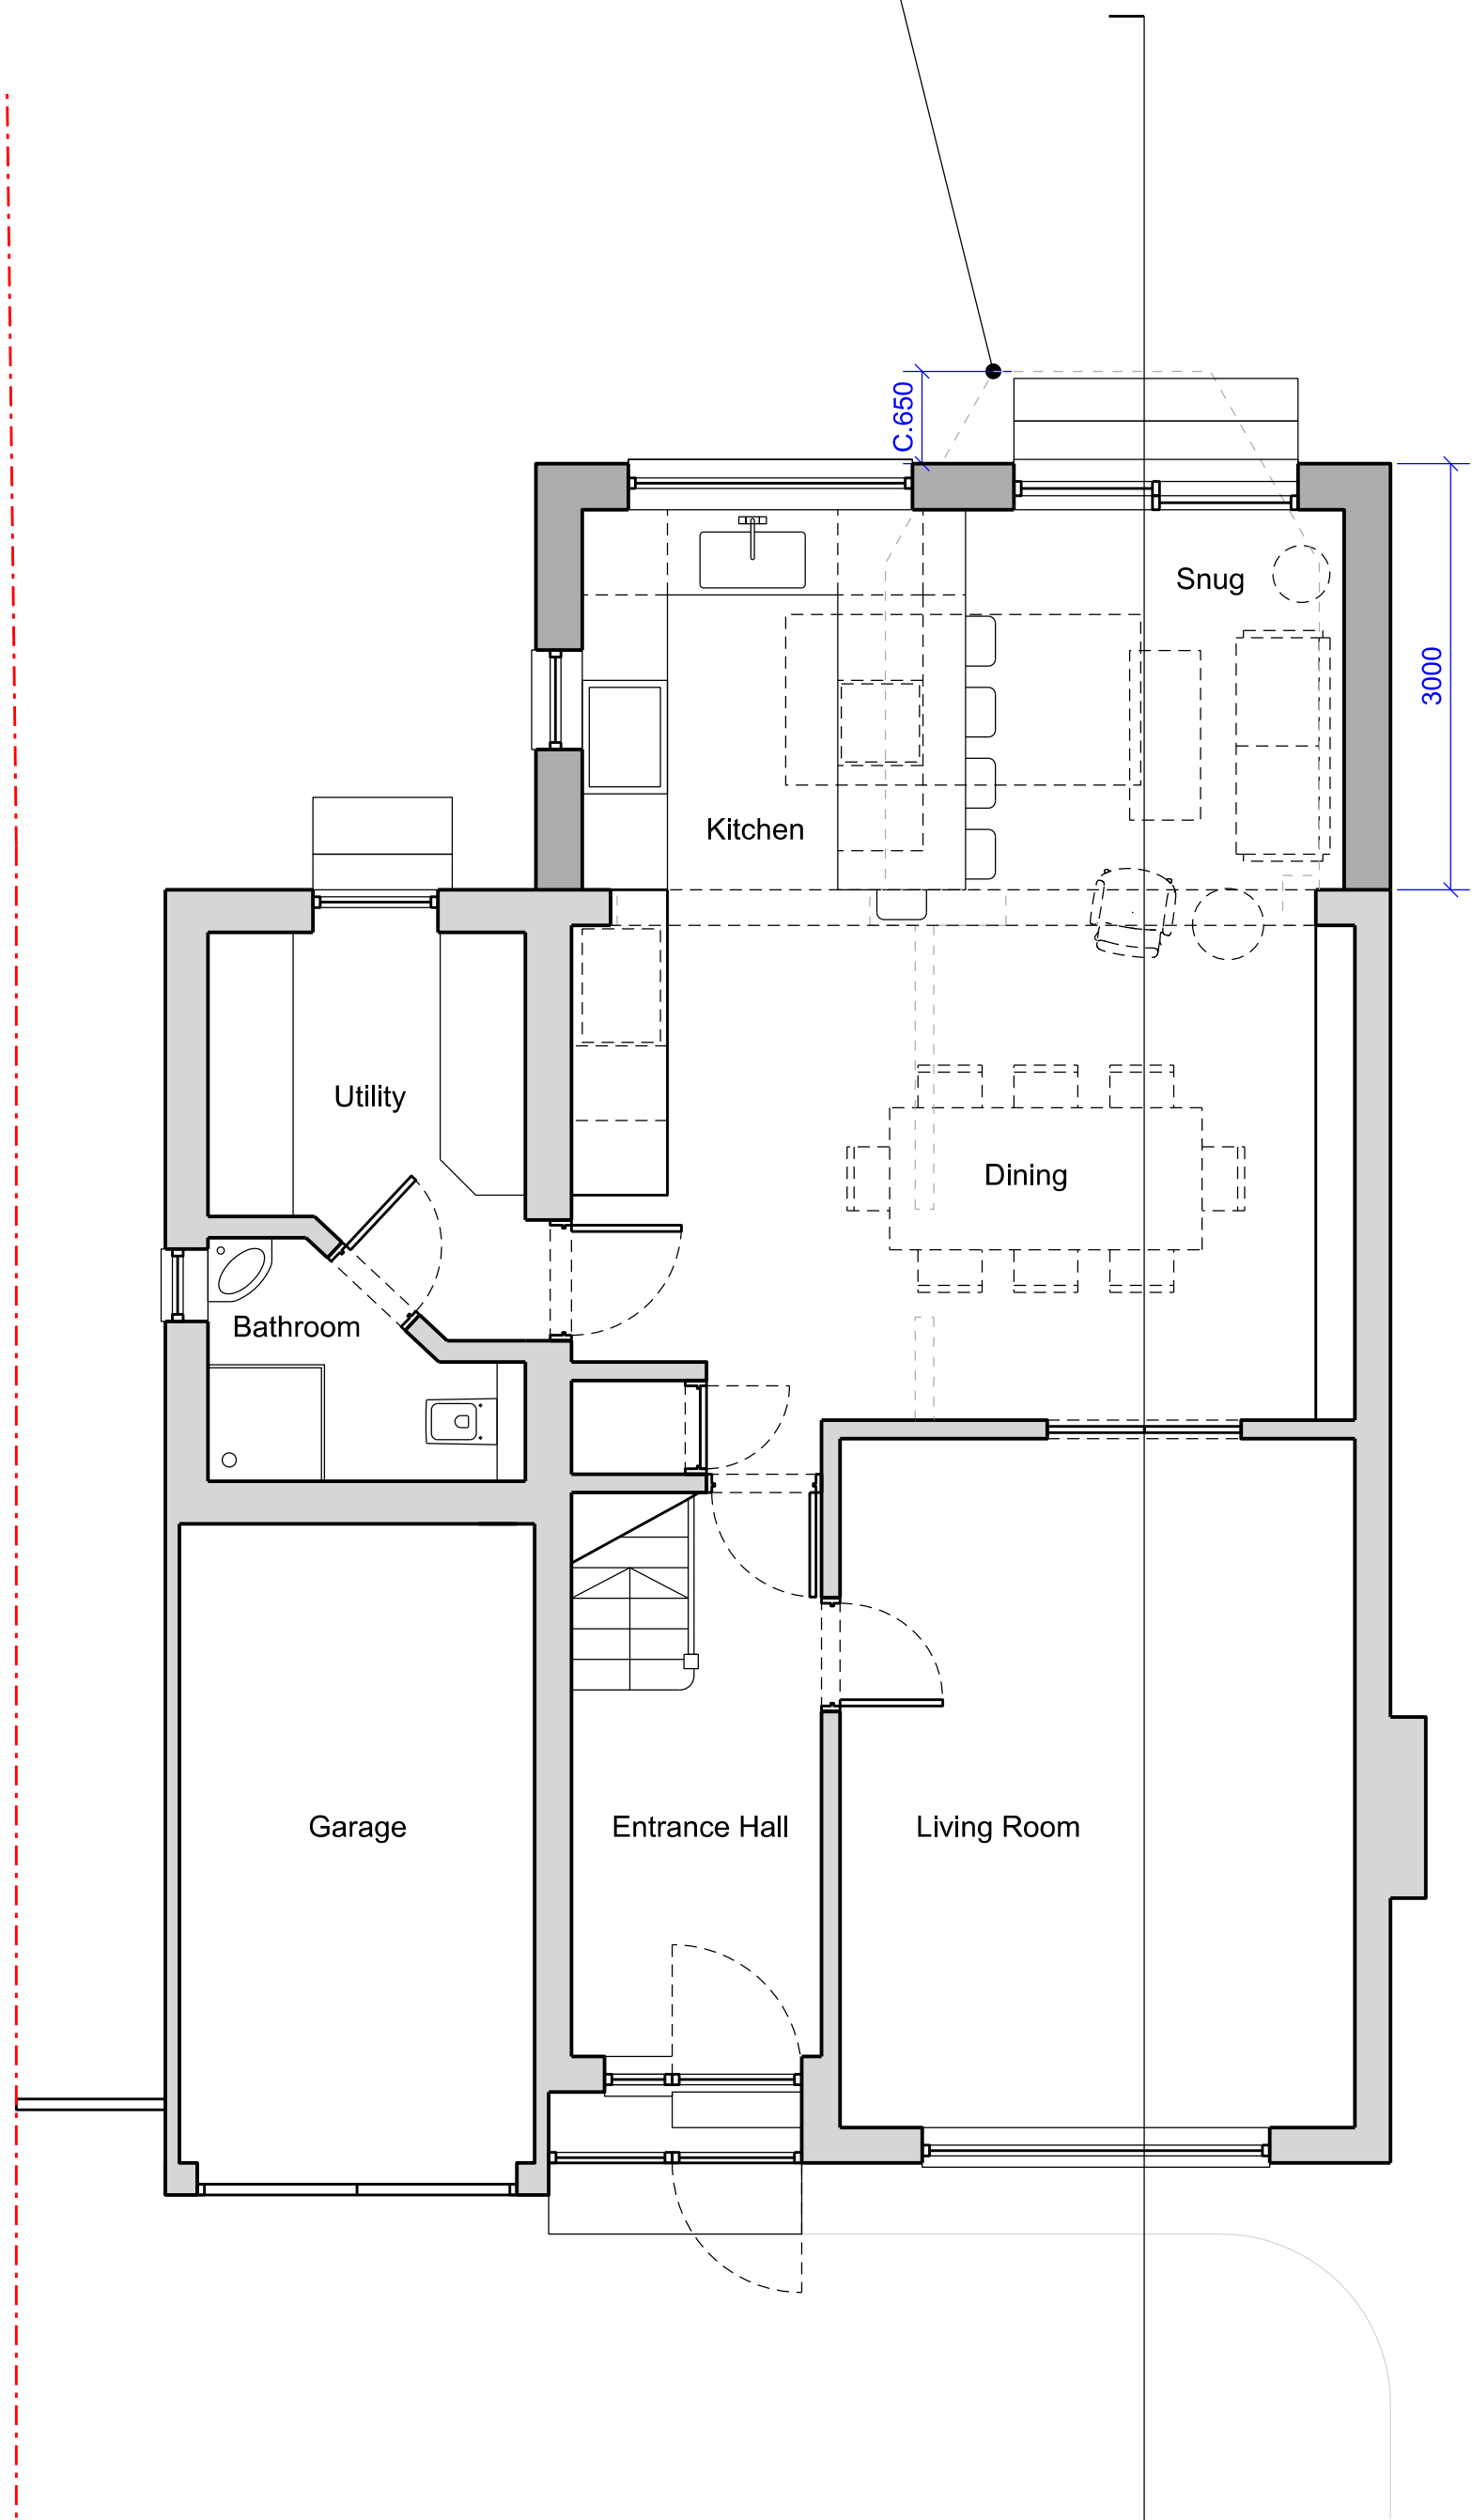 C.650
Snug
3000
Kitchen
Utility
Dining
Bathroom
Garage
Entrance Hall
Living Room